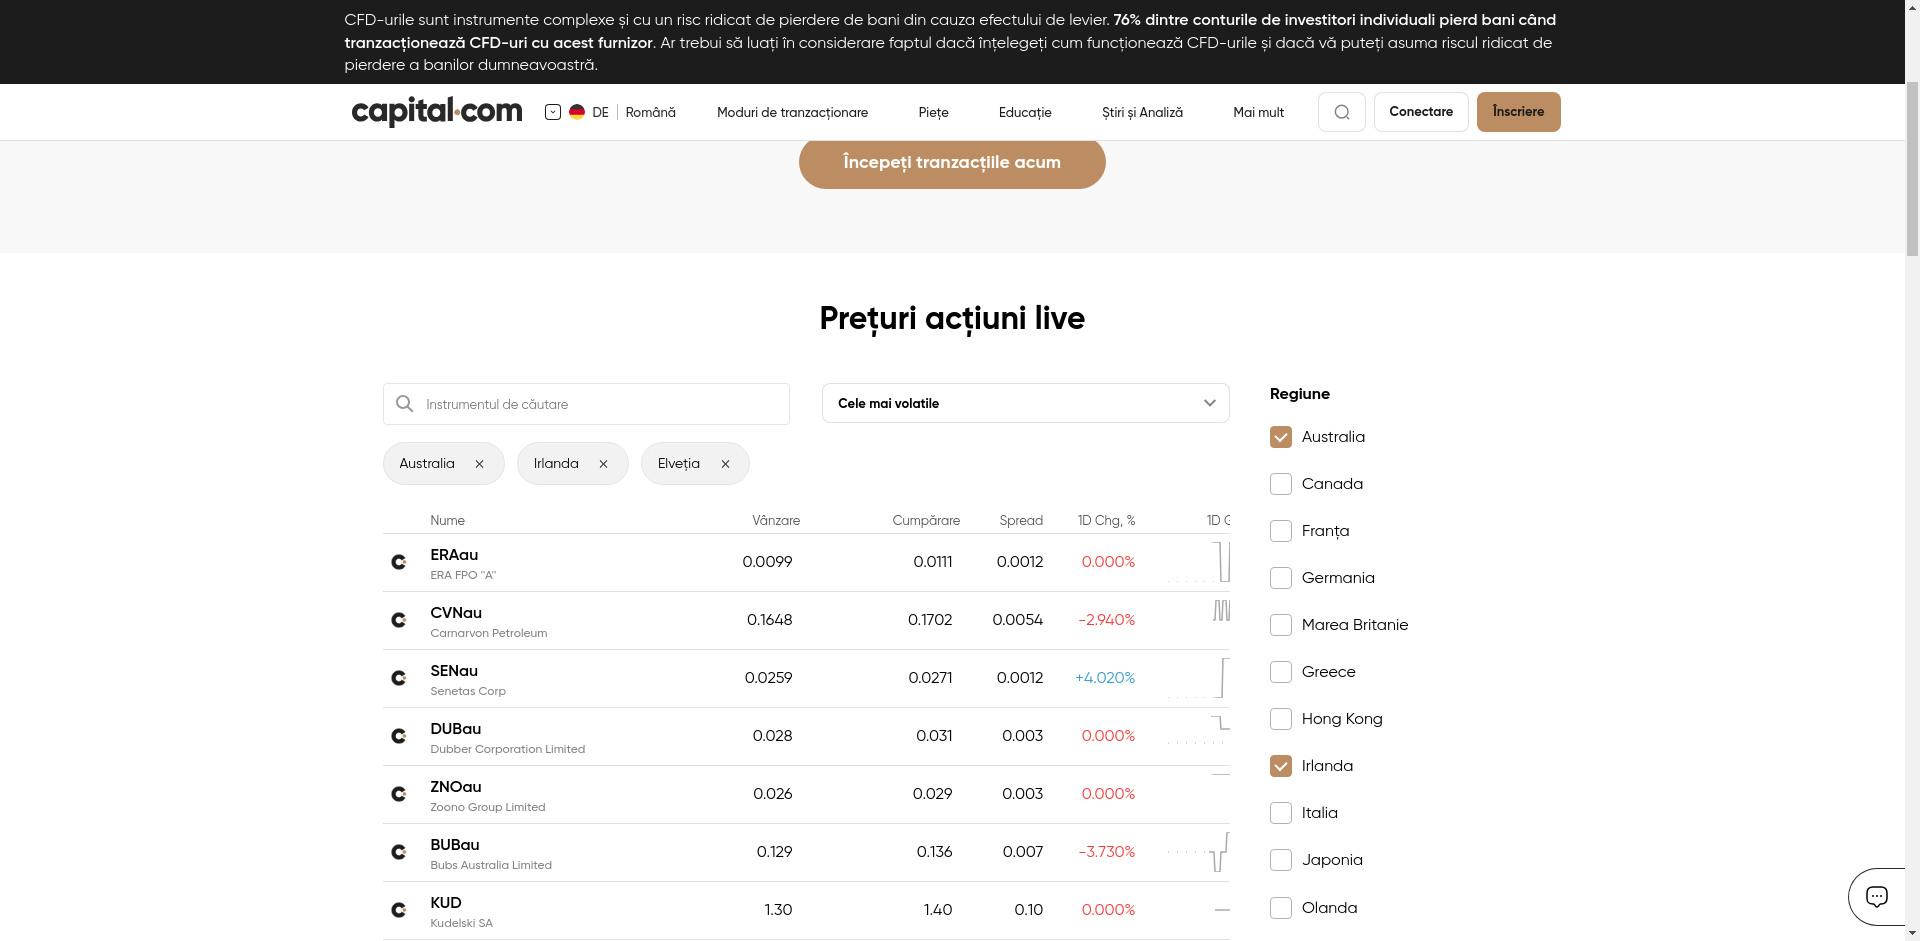 CFD-urile sunt instrumente complexe și cu un risc ridicat de pierdere de bani din cauza efectului de levier. 76% dintre conturile de investitori individuali pierd bani când
tranzacționează CFD-uri cu acest furnizor. Ar trebui să luați în considerare faptul dacă înțelegeți cum funcționează CFD-urile și dacă vă puteți asuma riscul ridicat de
pierdere a banilor dumneavoastră.
capital.com DE Română Moduri de tranzacționare Piețe Educație Știri și Analiză Mai mult Conectare Înscriere
Începeți tranzacțiile acum
Prețuri acțiuni live
Instrumentul de căutare
Cele mai volatile
Australia Irlanda Elveția
Nume Vânzare Cumpărare Spread 1D Chg, % 1D
ERAau 0.0099 0.0111 0.0012 0.000%
ERA FPO "A"
CVNau 0.1648 0.1702 0.0054 -2.940%
Carnarvon Petroleum
SENau 0.0259 0.0271 0.0012 +4.020%
Senetas Corp
DUBau 0.028 0.031 0.003 0.000%
Dubber Corporation Limited
ZNOau 0.026 0.029 0.003 0.000%
Zoono Group Limited
BUBau 0.129 0.136 0.007 -3.730%
Bubs Australia Limited
KUD 1.30 1.40 0.10 0.000%
Kudelski SA
Regiune
Australia
Canada
Franța
Germania
Marea Britanie
Greece
Hong Kong
Irlanda
Italia
Japonia
Olanda